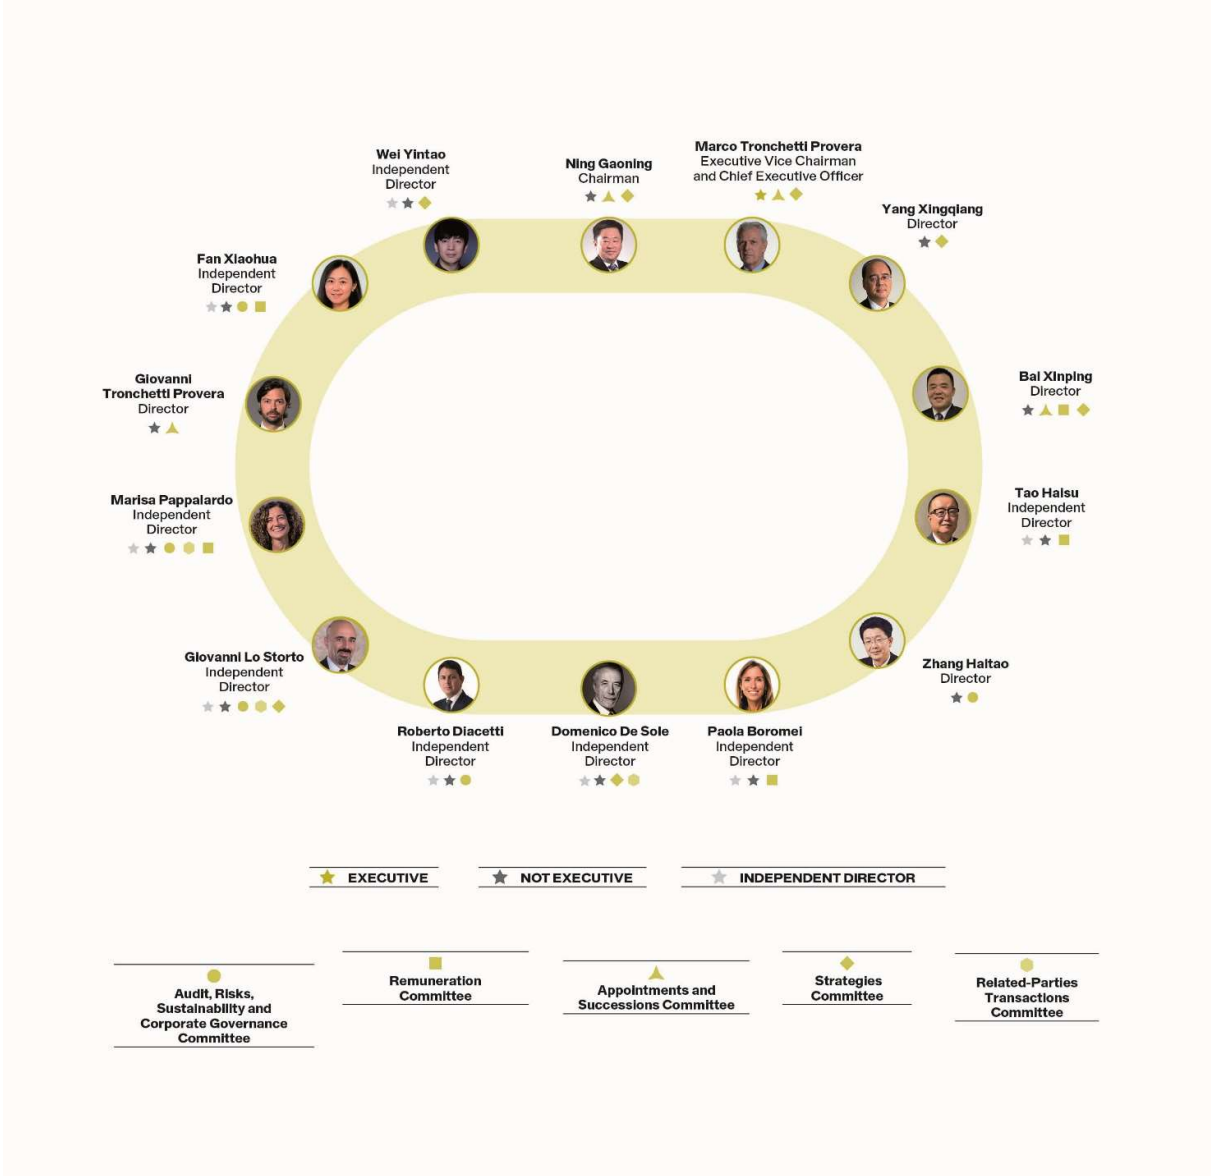 Wei Yintao
Independent
Director
Ning Gaoning
Chairman
Marco Tronchetti Provera
Executive Vice Chairman
and Chief Executive Officer
Yang Xingqiang
Director
Fan Xiaohua
Independent
Director
Giovanni
Tronchetti Provera
Director
Bai Xinping
Director
Marisa Pappalardo
Independent
Director
Tao Haisu
Independent
Director
Giovanni Lo Storto
Independent
Director
Zhang Haitao
Director
Roberto Diacetti
Independent
Director
Domenico De Sole
Independent
Director
Paola Boromei
Independent
Director
EXECUTIVE
NOT EXECUTIVE
INDEPENDENT DIRECTOR
Audit, Risks,
Sustainability and
Corporate Governance
Committee
Remuneration
Committee
Appointments and
Successions Committee
Strategies
Committee
Related-Parties
Transactions
Committee